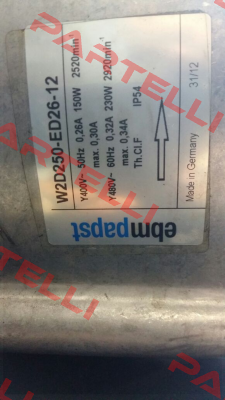 W2D250-ED26-12
Y400V~ 50Hz 0,26A 150W 2520min⁻¹
max. 0,30A
Y480V~ 60Hz 0,32A 230W 2920min⁻¹
max. 0,34A
Th.Cl.F IP54
ebmpapst
Made in Germany 31/12
PARTELLI
PARTELLI
PARTELLI